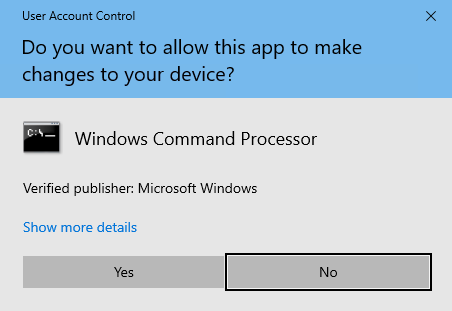 User Account Control
Do you want to allow this app to make
changes to your device?
C:\_
Windows Command Processor
Verified publisher: Microsoft Windows
Show more details
Yes
No